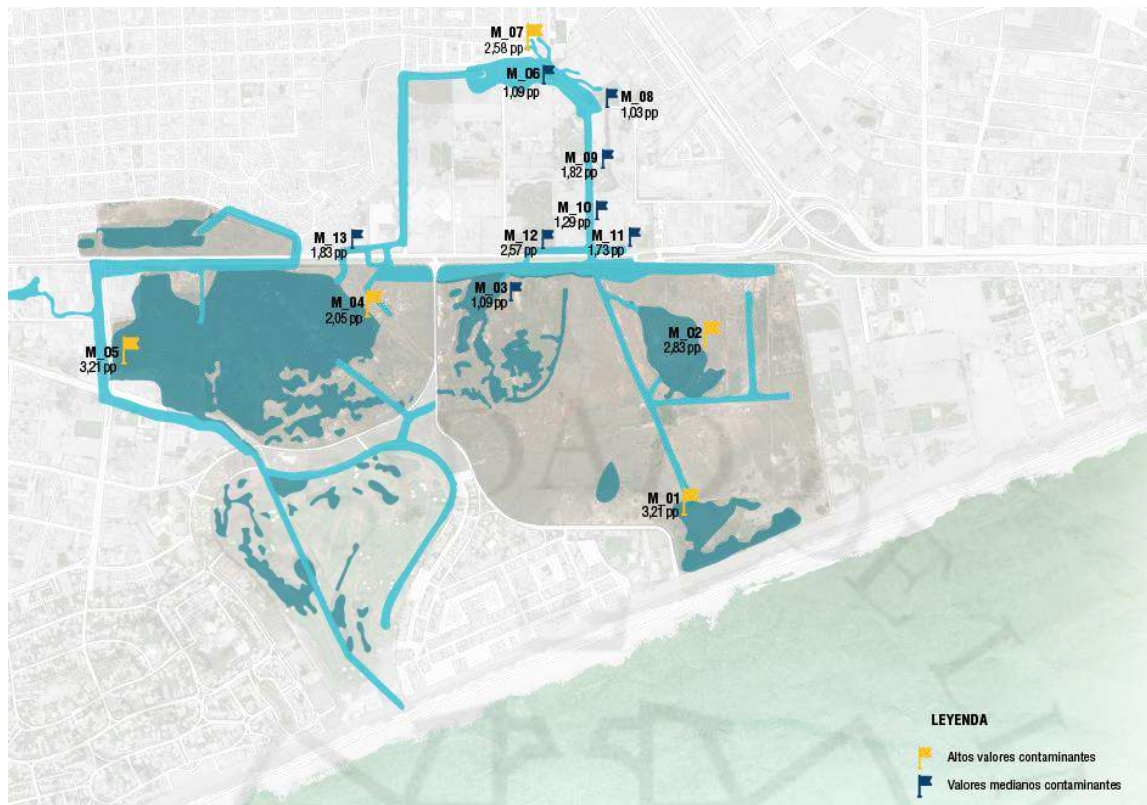 M_07
2,58 pp
M_06
1,09 pp
M_08
1,03 pp
M_09
1,82 pp
M_10
1,29 pp
M_13
1,83 pp
M_12
2,57 pp
M_11
1,73 pp
M_03
1,09 pp
M_04
2,05 pp
M_02
2,83 pp
M_05
3,21 pp
M_01
3,21 pp
LEYENDA
Altos valores contaminantes
Valores medianos contaminantes